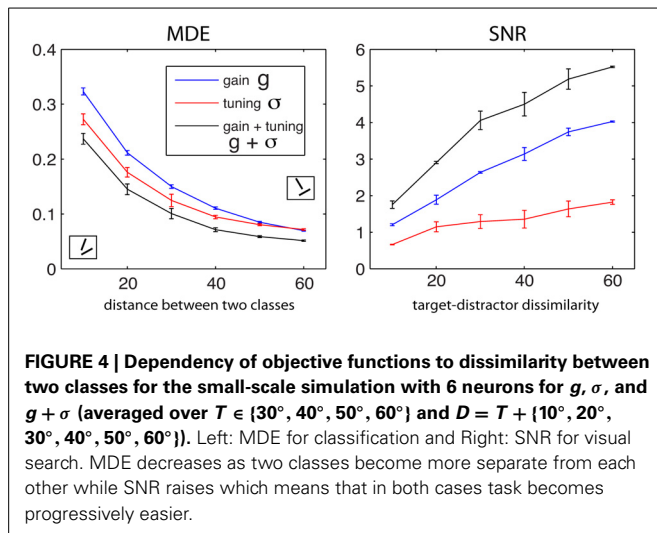 MDE
SNR
0.4
0.3
0.2
0.1
0
20
40
60
distance between two classes
gain g
tuning σ
gain + tuning
g + σ
6
5
4
3
2
1
0
20
40
60
target-distractor dissimilarity
FIGURE 4 | Dependency of objective functions to dissimilarity between
two classes for the small-scale simulation with 6 neurons for g, σ, and
g + σ (averaged over T ∈ {30°, 40°, 50°, 60°} and D = T + {10°, 20°,
30°, 40°, 50°, 60°}). Left: MDE for classification and Right: SNR for visual
search. MDE decreases as two classes become more separate from each
other while SNR raises which means that in both cases task becomes
progressively easier.